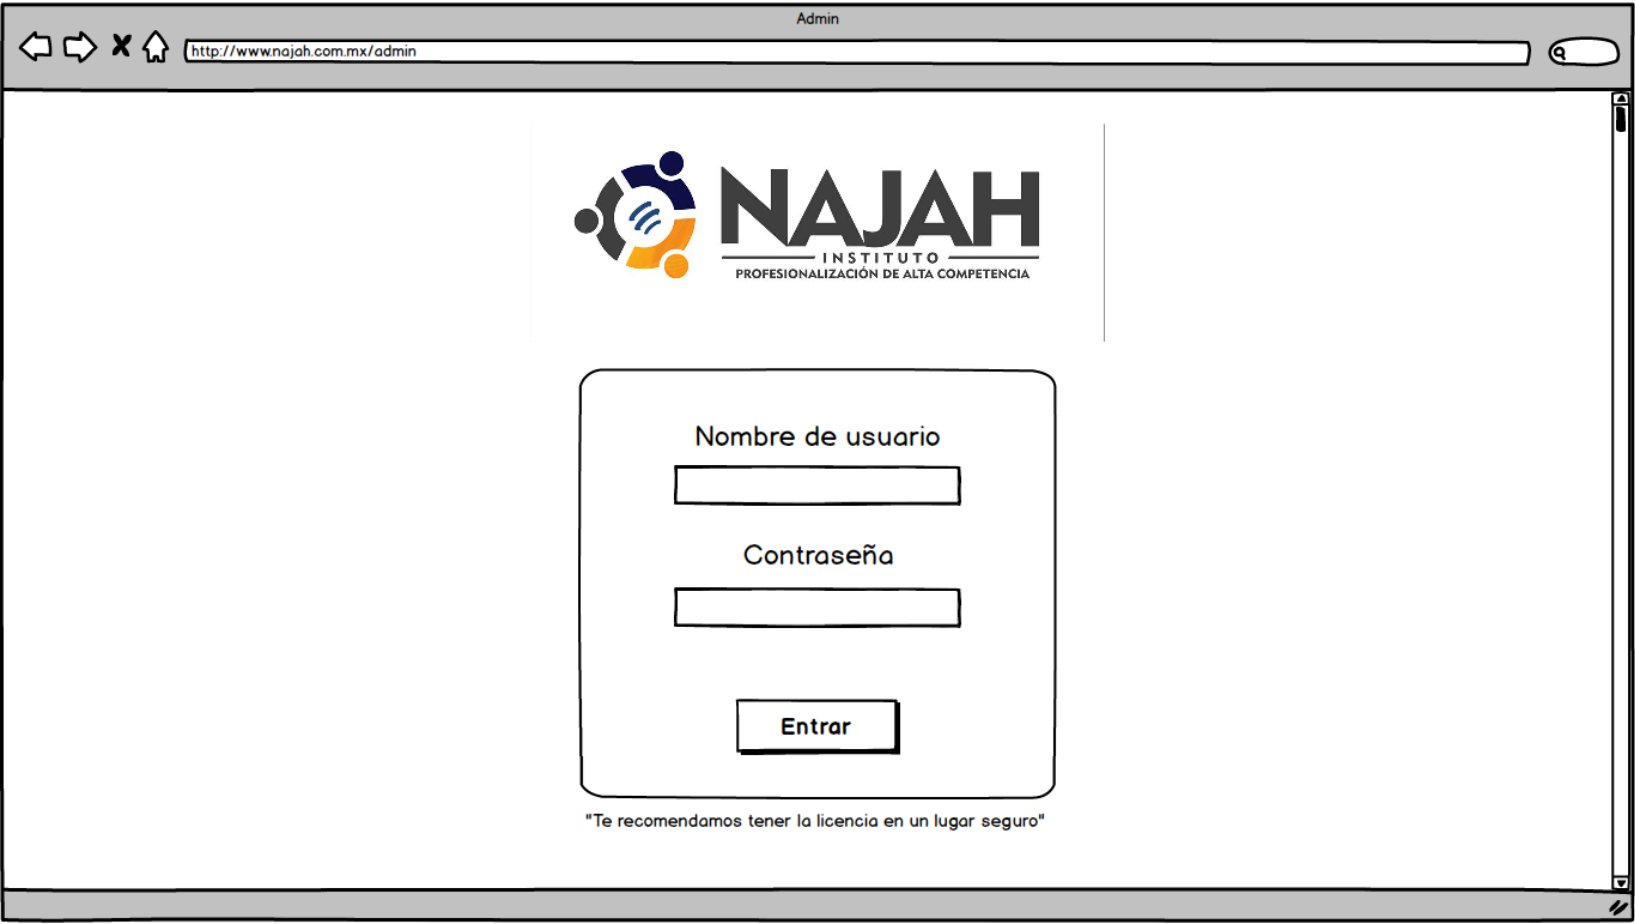 Admin
http://www.najah.com.mx/admin
NAJAH
INSTITUTO
PROFESIONALIZACIÓN DE ALTA COMPETENCIA
Nombre de usuario
Contraseña
Entrar
"Te recomendamos tener la licencia en un lugar seguro"